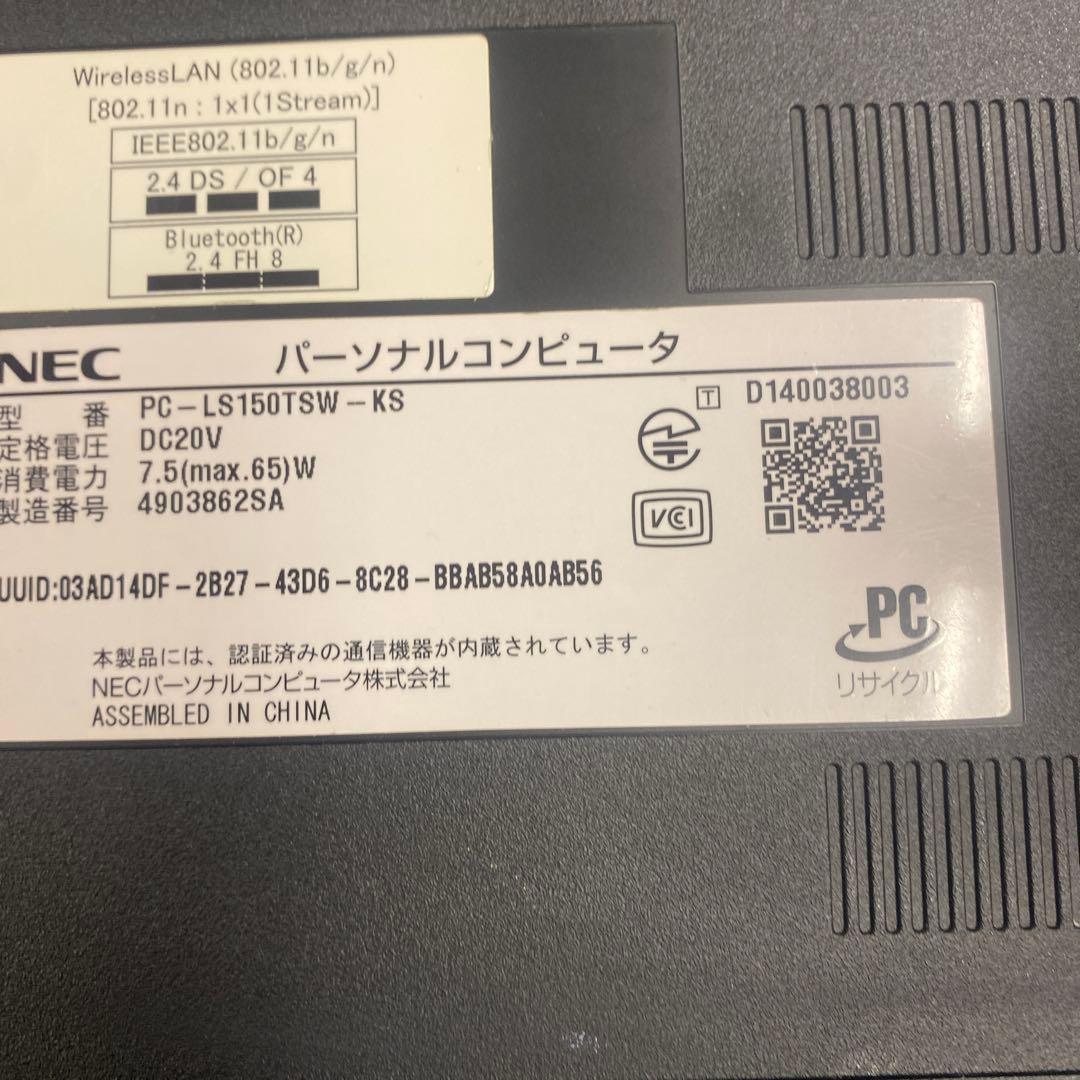 WirelessLAN (802.11b/g/n)
[802.11n : 1x1(1Stream)]
IEEE802.11b/g/n
2.4 DS / OF 4
Bluetooth(R)
2.4 FH 8
NEC パーソナルコンピュータ
型 番 PC-LS150TSW-KS
定格電圧 DC20V
消費電力 7.5(max.65)W
製造番号 4903862SA
T D140038003
VCCI
UUID:03AD14DF-2B27-43D6-8C28-BBAB58A0AB56
本製品には、認証済みの通信機器が内蔵されています。
NECパーソナルコンピュータ株式会社
ASSEMBLED IN CHINA
PC
リサイクル